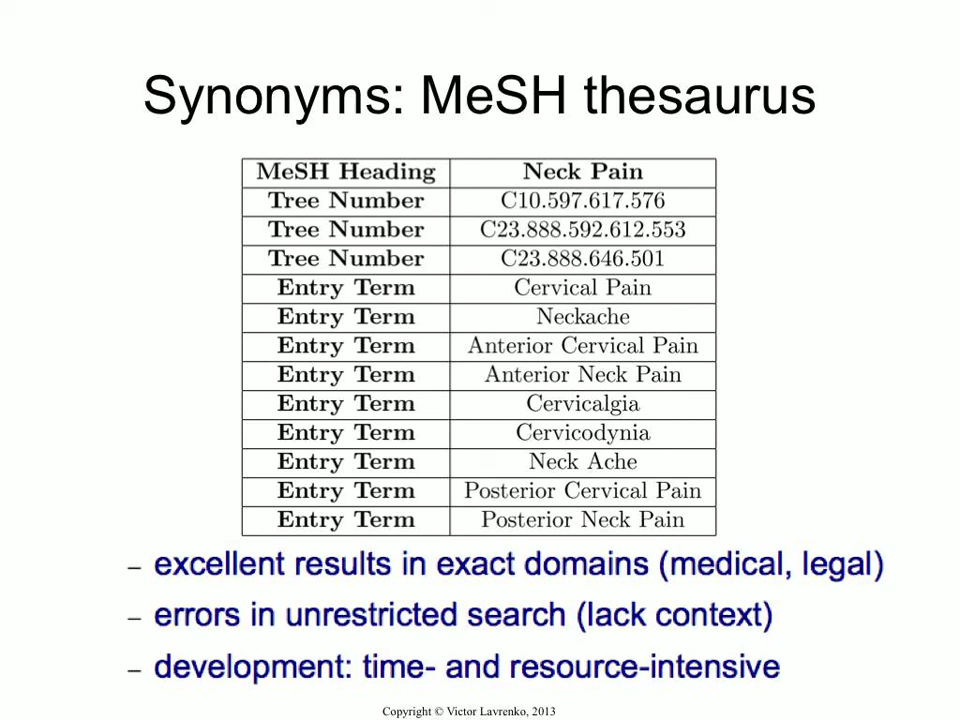 Synonyms: MeSH thesaurus
MeSH Heading Neck Pain
Tree Number C10.597.617.576
Tree Number C23.888.592.612.553
Tree Number C23.888.646.501
Entry Term Cervical Pain
Entry Term Neckache
Entry Term Anterior Cervical Pain
Entry Term Anterior Neck Pain
Entry Term Cervicalgia
Entry Term Cervicodynia
Entry Term Neck Ache
Entry Term Posterior Cervical Pain
Entry Term Posterior Neck Pain
– excellent results in exact domains (medical, legal)
– errors in unrestricted search (lack context)
– development: time- and resource-intensive
Copyright © Victor Lavrenko, 2013